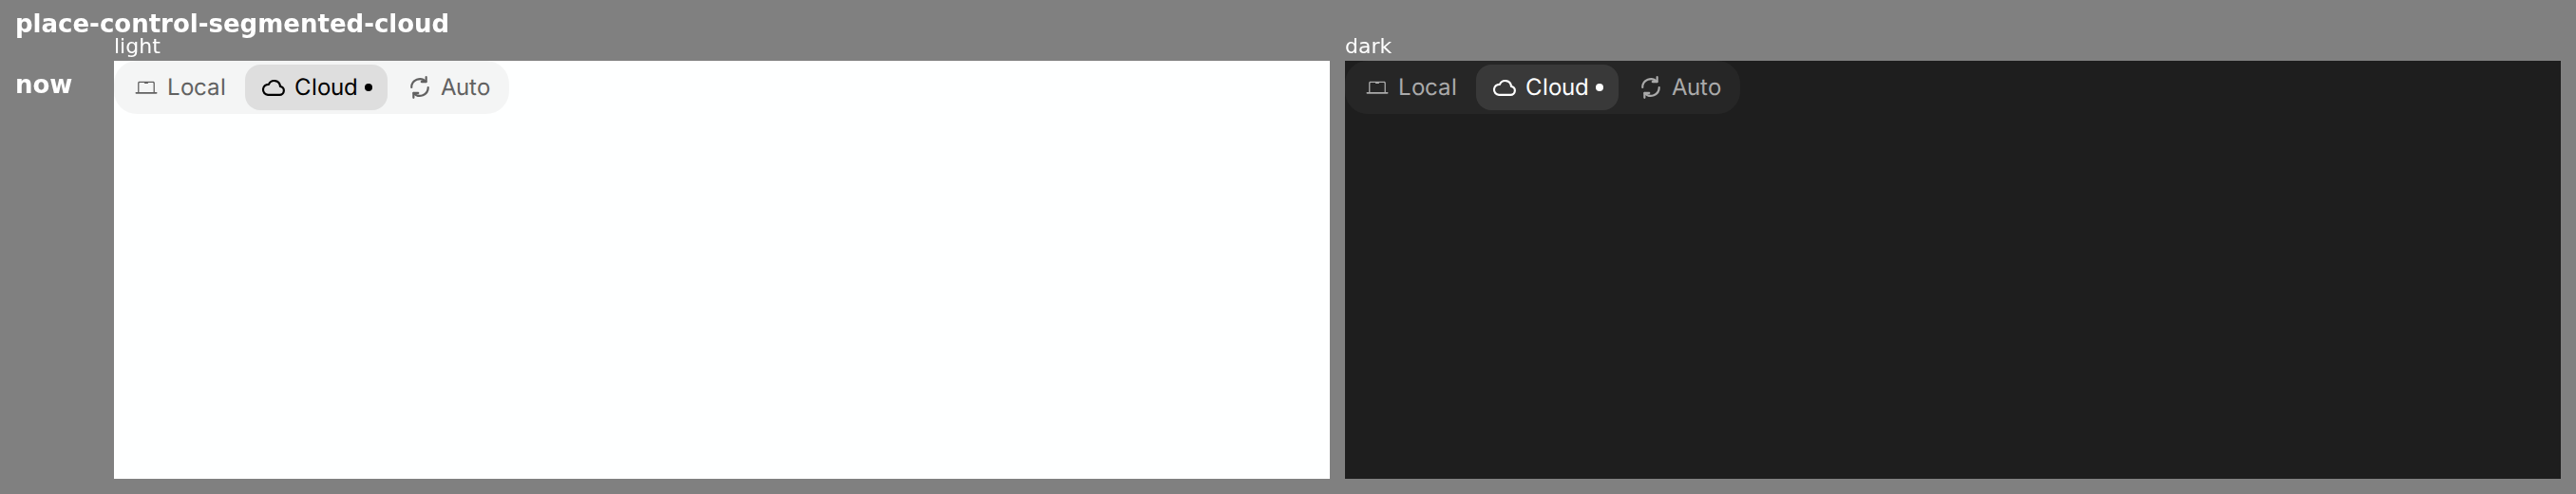 place-control-segmented-cloud
light
dark
now
Local Cloud • Auto
Local Cloud • Auto